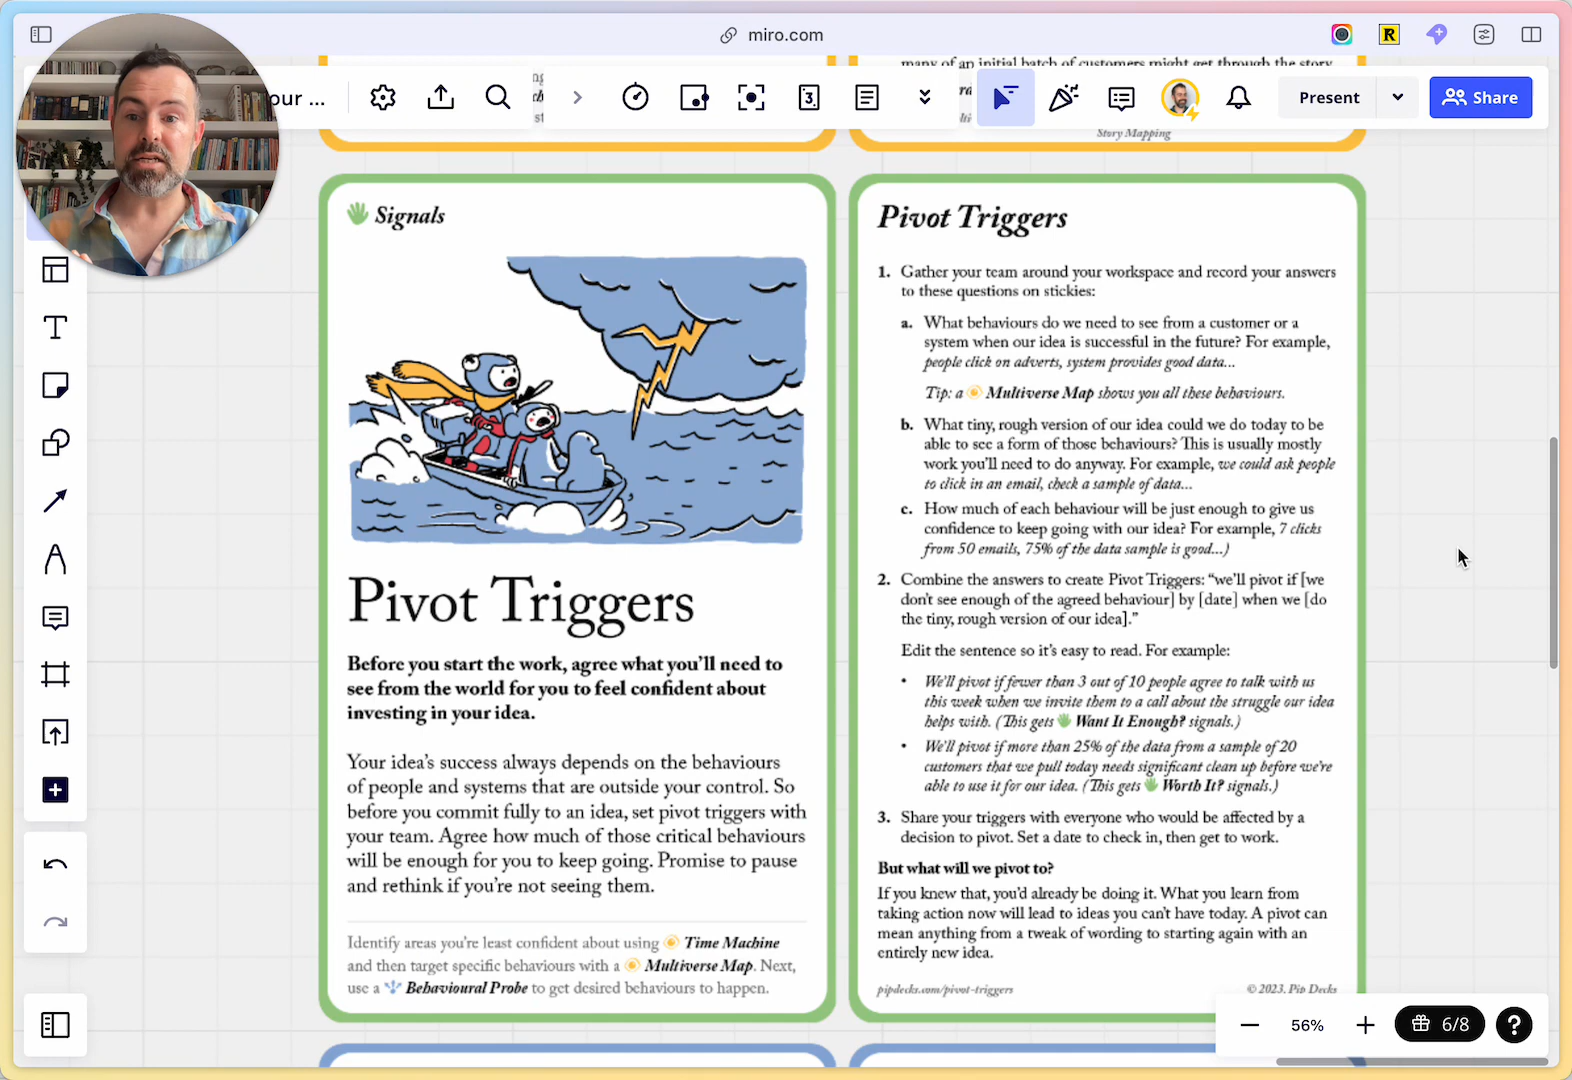 miro.com
R
our ...
3
Present
Share
many of an initial batch of customers might get through the story
Story Mapping
Signals
Pivot Triggers
Before you start the work, agree what you'll need to
see from the world for you to feel confident about
investing in your idea.
Your idea's success always depends on the behaviours
of people and systems that are outside your control. So
before you commit fully to an idea, set pivot triggers with
your team. Agree how much of those critical behaviours
will be enough for you to keep going. Promise to pause
and rethink if you're not seeing them.
Identify areas you're least confident about using Time Machine
and then target specific behaviours with a Multiverse Map. Next,
use a Behavioural Probe to get desired behaviours to happen.
Pivot Triggers
1. Gather your team around your workspace and record your answers
to these questions on stickies:
a. What behaviours do we need to see from a customer or a
system when our idea is successful in the future? For example,
people click on adverts, system provides good data...
Tip: a Multiverse Map shows you all these behaviours.
b. What tiny, rough version of our idea could we do today to be
able to see a form of those behaviours? This is usually mostly
work you'll need to do anyway. For example, we could ask people
to click in an email, check a sample of data...
c. How much of each behaviour will be just enough to give us
confidence to keep going with our idea? For example, 7 clicks
from 50 emails, 75% of the data sample is good...)
2. Combine the answers to create Pivot Triggers: "we'll pivot if [we
don't see enough of the agreed behaviour] by [date] when we [do
the tiny, rough version of our idea]."
Edit the sentence so it's easy to read. For example:
• We'll pivot if fewer than 3 out of 10 people agree to talk with us
this week when we invite them to a call about the struggle our idea
helps with. (This gets Want It Enough? signals.)
• We'll pivot if more than 25% of the data from a sample of 20
customers that we pull today needs significant clean up before we're
able to use it for our idea. (This gets Worth It? signals.)
3. Share your triggers with everyone who would be affected by a
decision to pivot. Set a date to check in, then get to work.
But what will we pivot to?
If you knew that, you'd already be doing it. What you learn from
taking action now will lead to ideas you can't have today. A pivot can
mean anything from a tweak of wording to starting again with an
entirely new idea.
pipdecks.com/pivot-triggers
© 2023, Pip Decks
56%
6/8
?